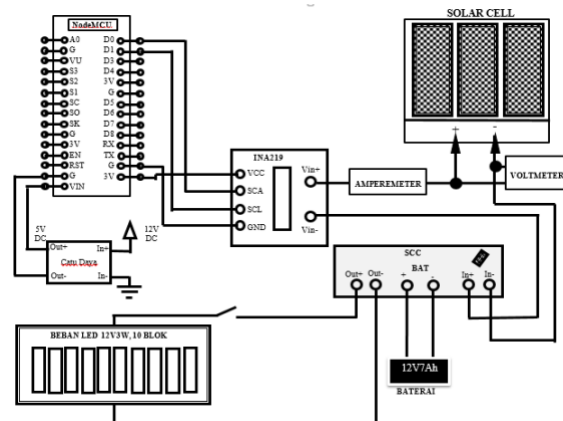 SOLAR CELL
NodeMCU
A0 D0
G D1
VU D3
S3 D4
S2 3V
S1 G
SC D5
SO D6
SK D7
G D8
3V RX
EN TX
RST G
G 3V
VIN
INA219
VCC
SCA
SCL
GND
Vin+
Vin-
AMPEREMETER
VOLTMETER
+ -
5V
DC
12V
DC
Out+ In+
Catu Daya
Out- In-
SCC
BAT
Out+ Out- + - In+ In-
BEBAN LED 12V3W, 10 BLOK
12V7Ah
BATERAI